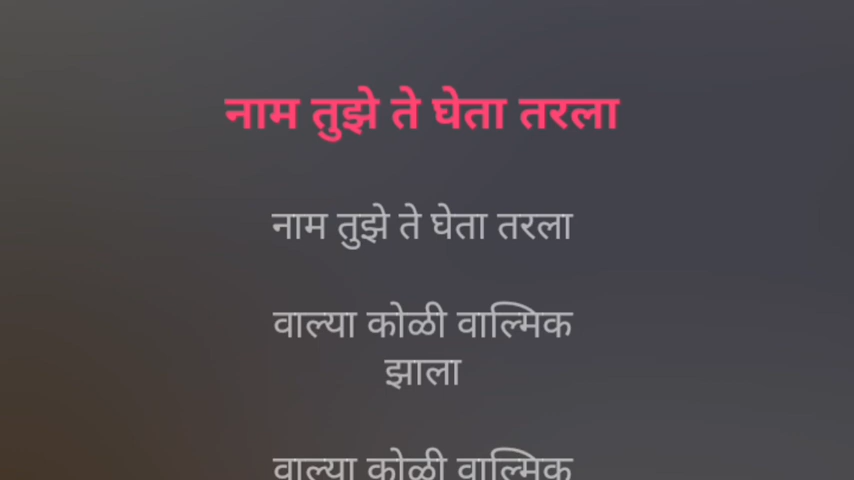 नाम तुझे ते घेता तरला
नाम तुझे ते घेता तरला
वाल्या कोळी वाल्मिक
झाला
वाल्या कोळी वाल्मिक